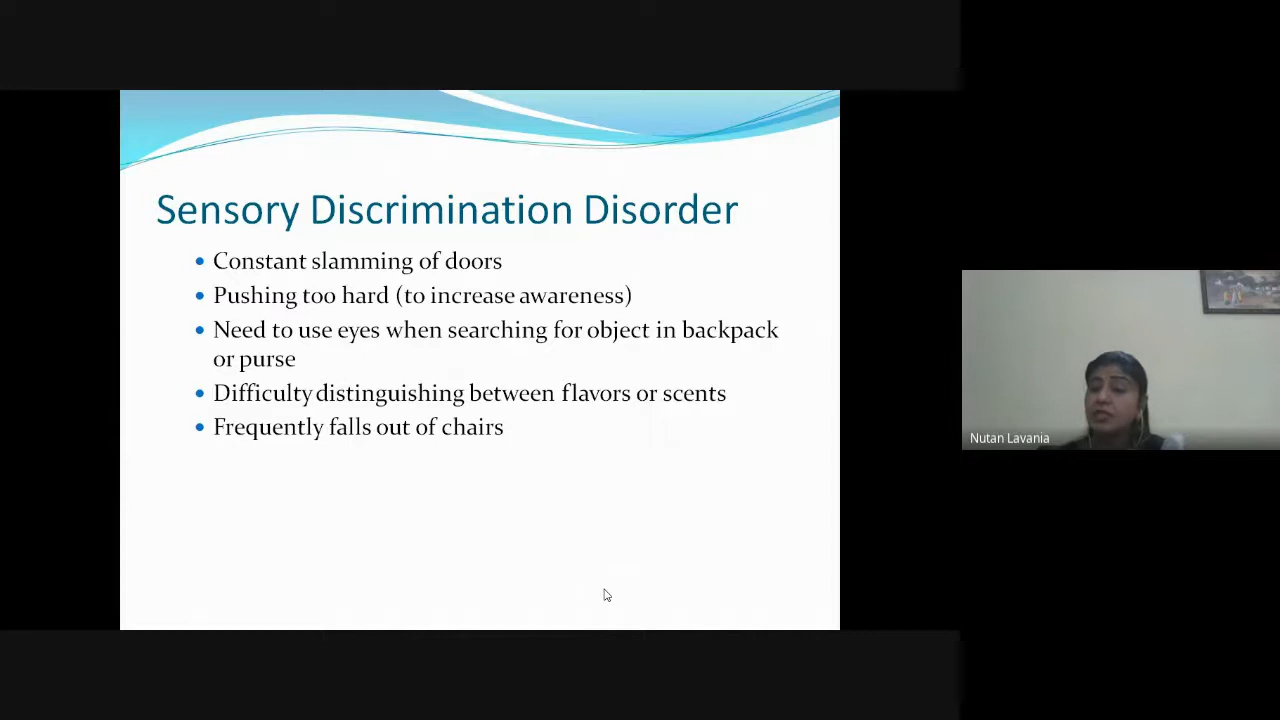 Sensory Discrimination Disorder
• Constant slamming of doors
• Pushing too hard (to increase awareness)
• Need to use eyes when searching for object in backpack
or purse
• Difficulty distinguishing between flavors or scents
• Frequently falls out of chairs
Nutan Lavania